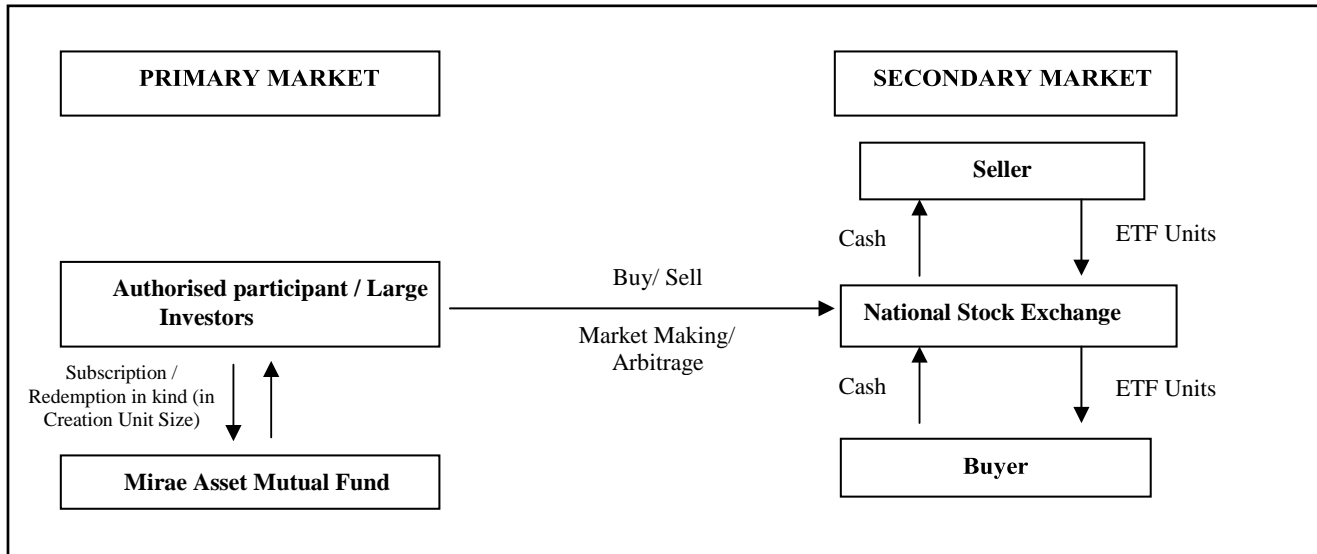 PRIMARY MARKET
SECONDARY MARKET
Seller
Cash
ETF Units
Authorised participant / Large
Investors
Buy/ Sell
Market Making/
Arbitrage
National Stock Exchange
Subscription /
Redemption in kind (in
Creation Unit Size)
Cash
ETF Units
Mirae Asset Mutual Fund
Buyer